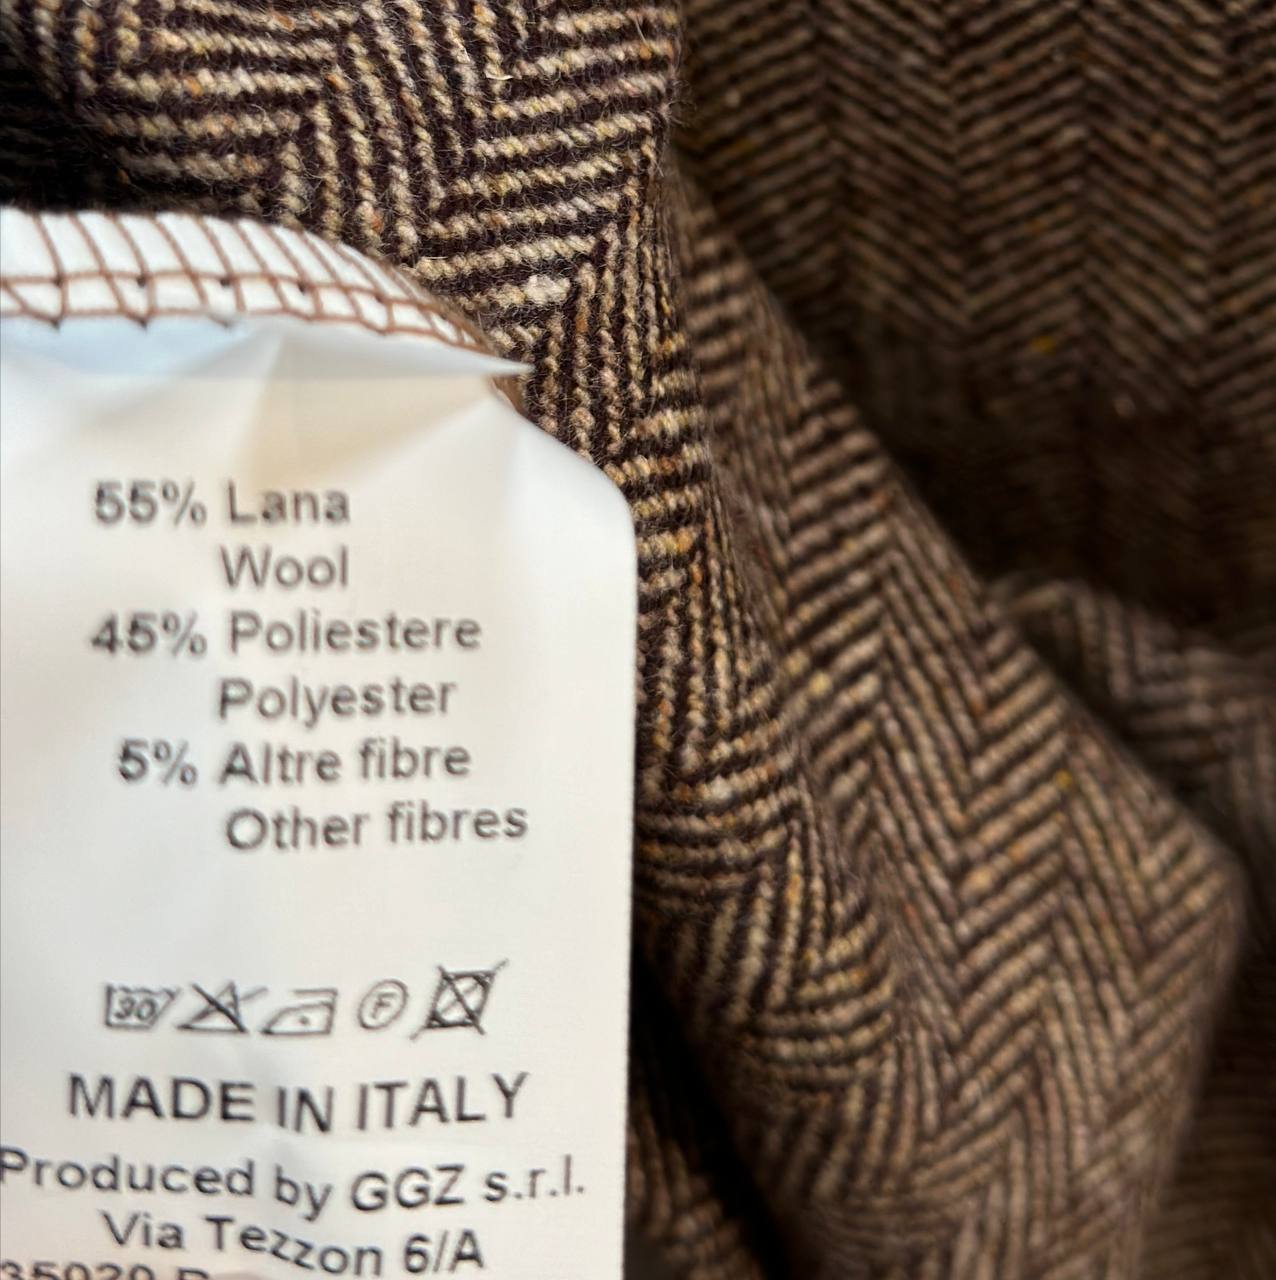 55% Lana
Wool
45% Poliestere
Polyester
5% Altre fibre
Other fibres
30 F
MADE IN ITALY
Produced by GGZ s.r.l.
Via Tezzon 6/A
35020